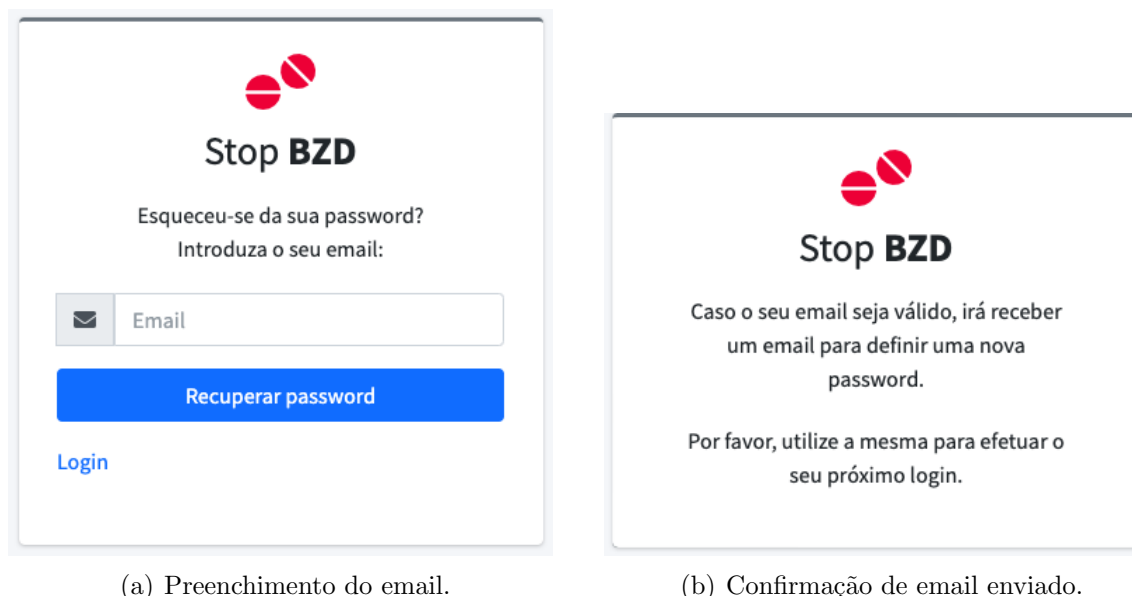 Stop BZD
Esqueceu-se da sua password?
Introduza o seu email:
Email
Recuperar password
Login
(a) Preenchimento do email.
Stop BZD
Caso o seu email seja válido, irá receber
um email para definir uma nova
password.
Por favor, utilize a mesma para efetuar o
seu próximo login.
(b) Confirmação de email enviado.